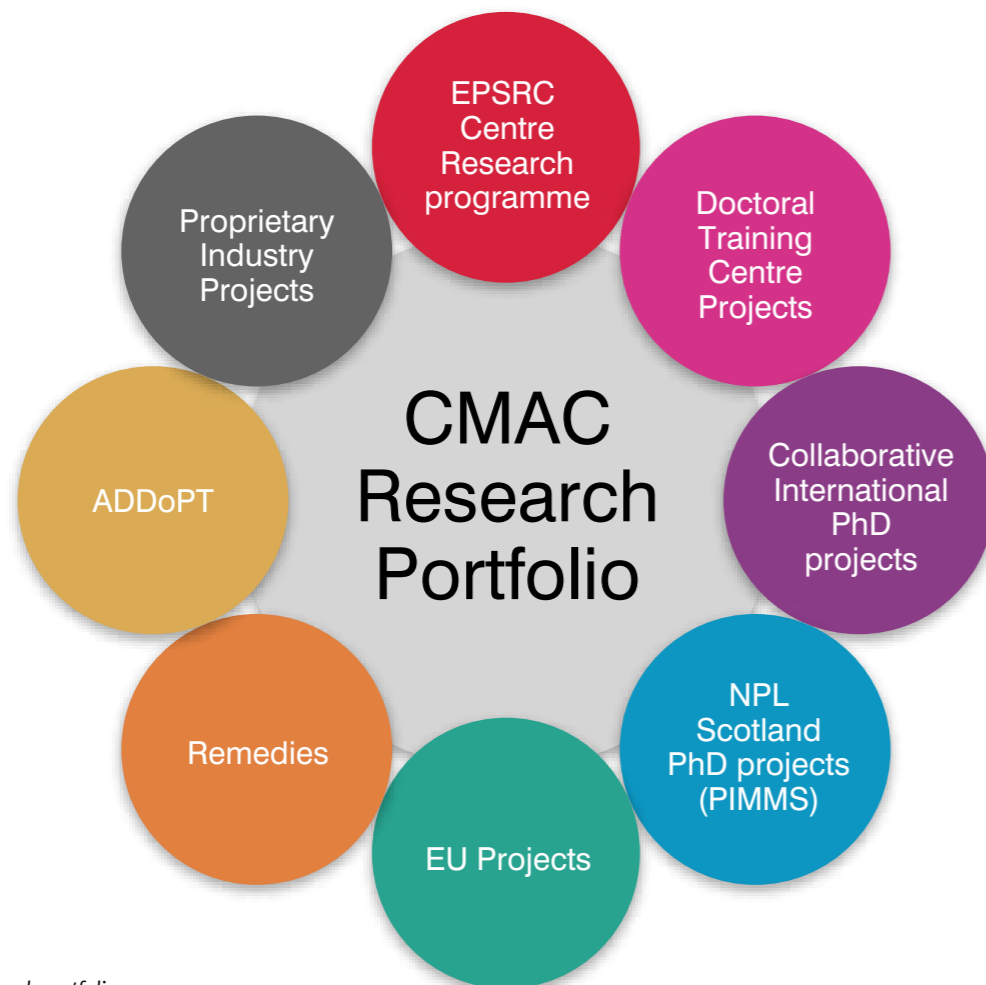 EPSRC
Centre
Research
programme
Doctoral
Training
Centre
Projects
Collaborative
International
PhD
projects
NPL
Scotland
PhD projects
(PIMMS)
EU Projects
Remedies
ADDoPT
Proprietary
Industry
Projects
CMAC
Research
Portfolio